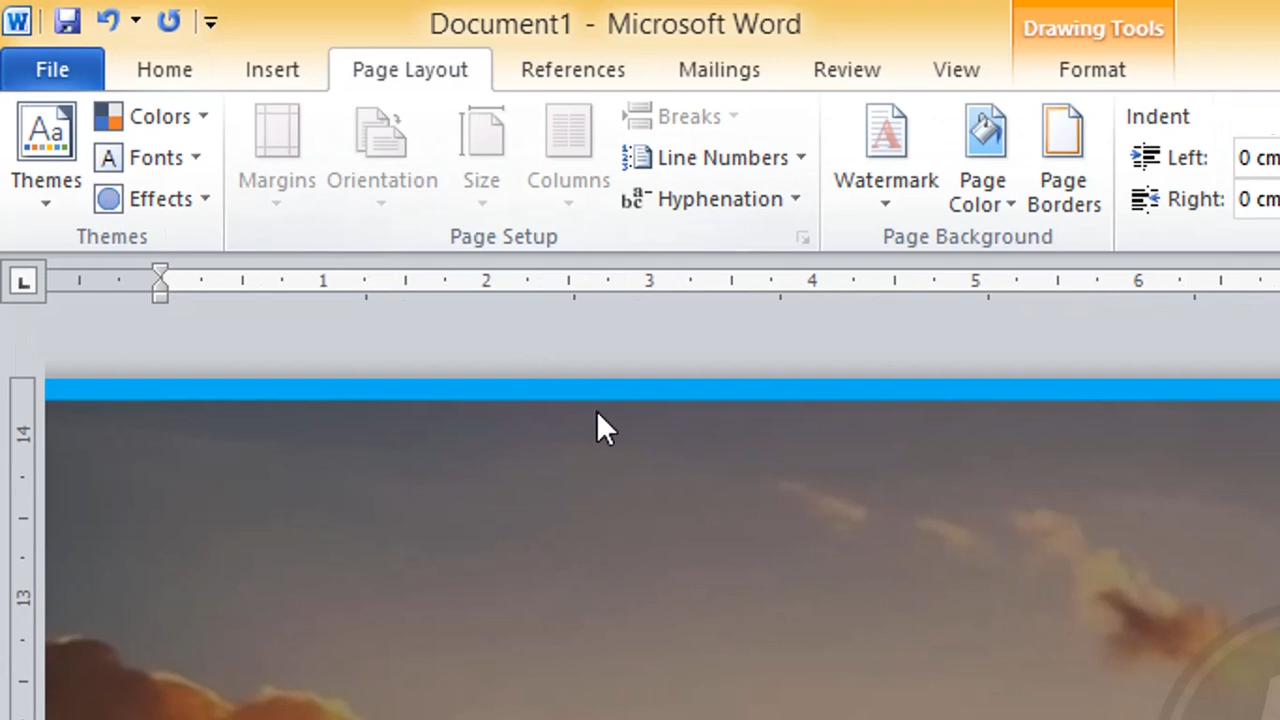 Document1 - Microsoft Word
Drawing Tools
File Home Insert Page Layout References Mailings Review View Format
Aa
Themes
Colors
A Fonts
Effects
Themes
Margins
Orientation
Size
Columns
Breaks
Line Numbers
Hyphenation
Page Setup
Watermark
Page Color
Page Borders
Page Background
Indent
Left: 0 cm
Right: 0 cm
1 2 3 4 5 6
14
13